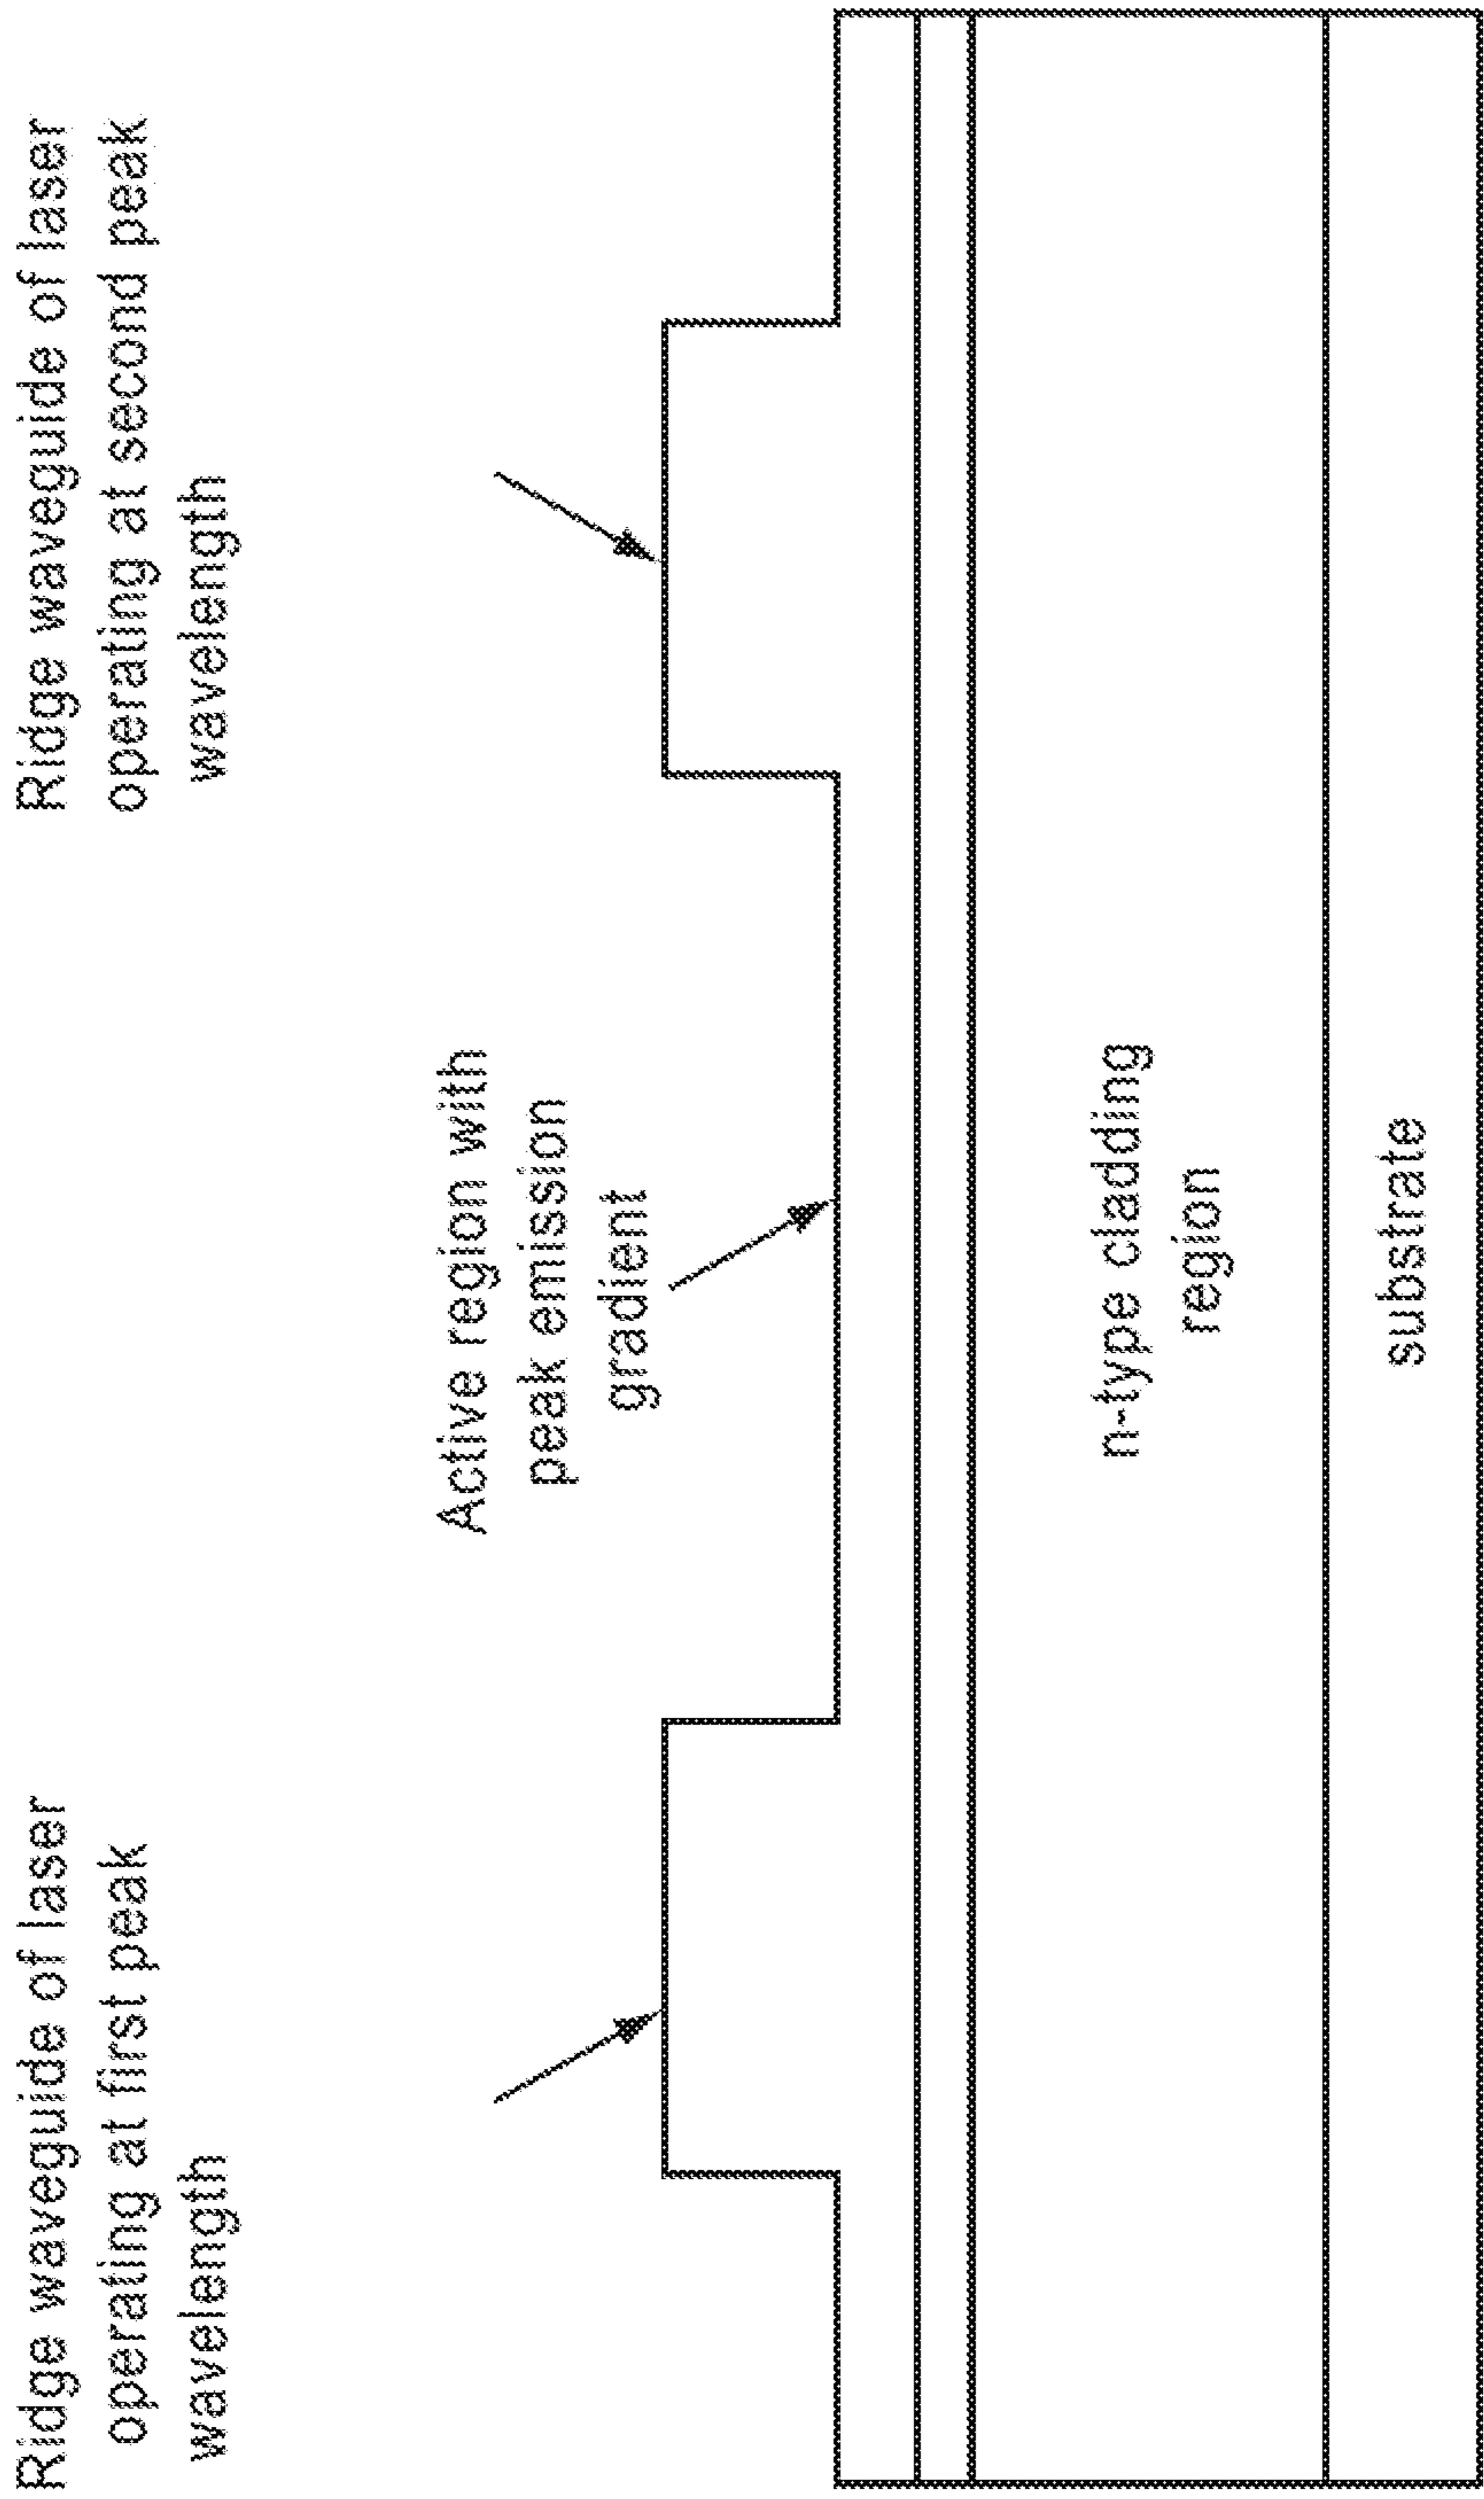 Ridge waveguide of laser
operating at first peak
wavelength
Ridge waveguide of laser
operating at second peak
wavelength
Active region with
peak emission
gradient
n-type cladding
region
substrate